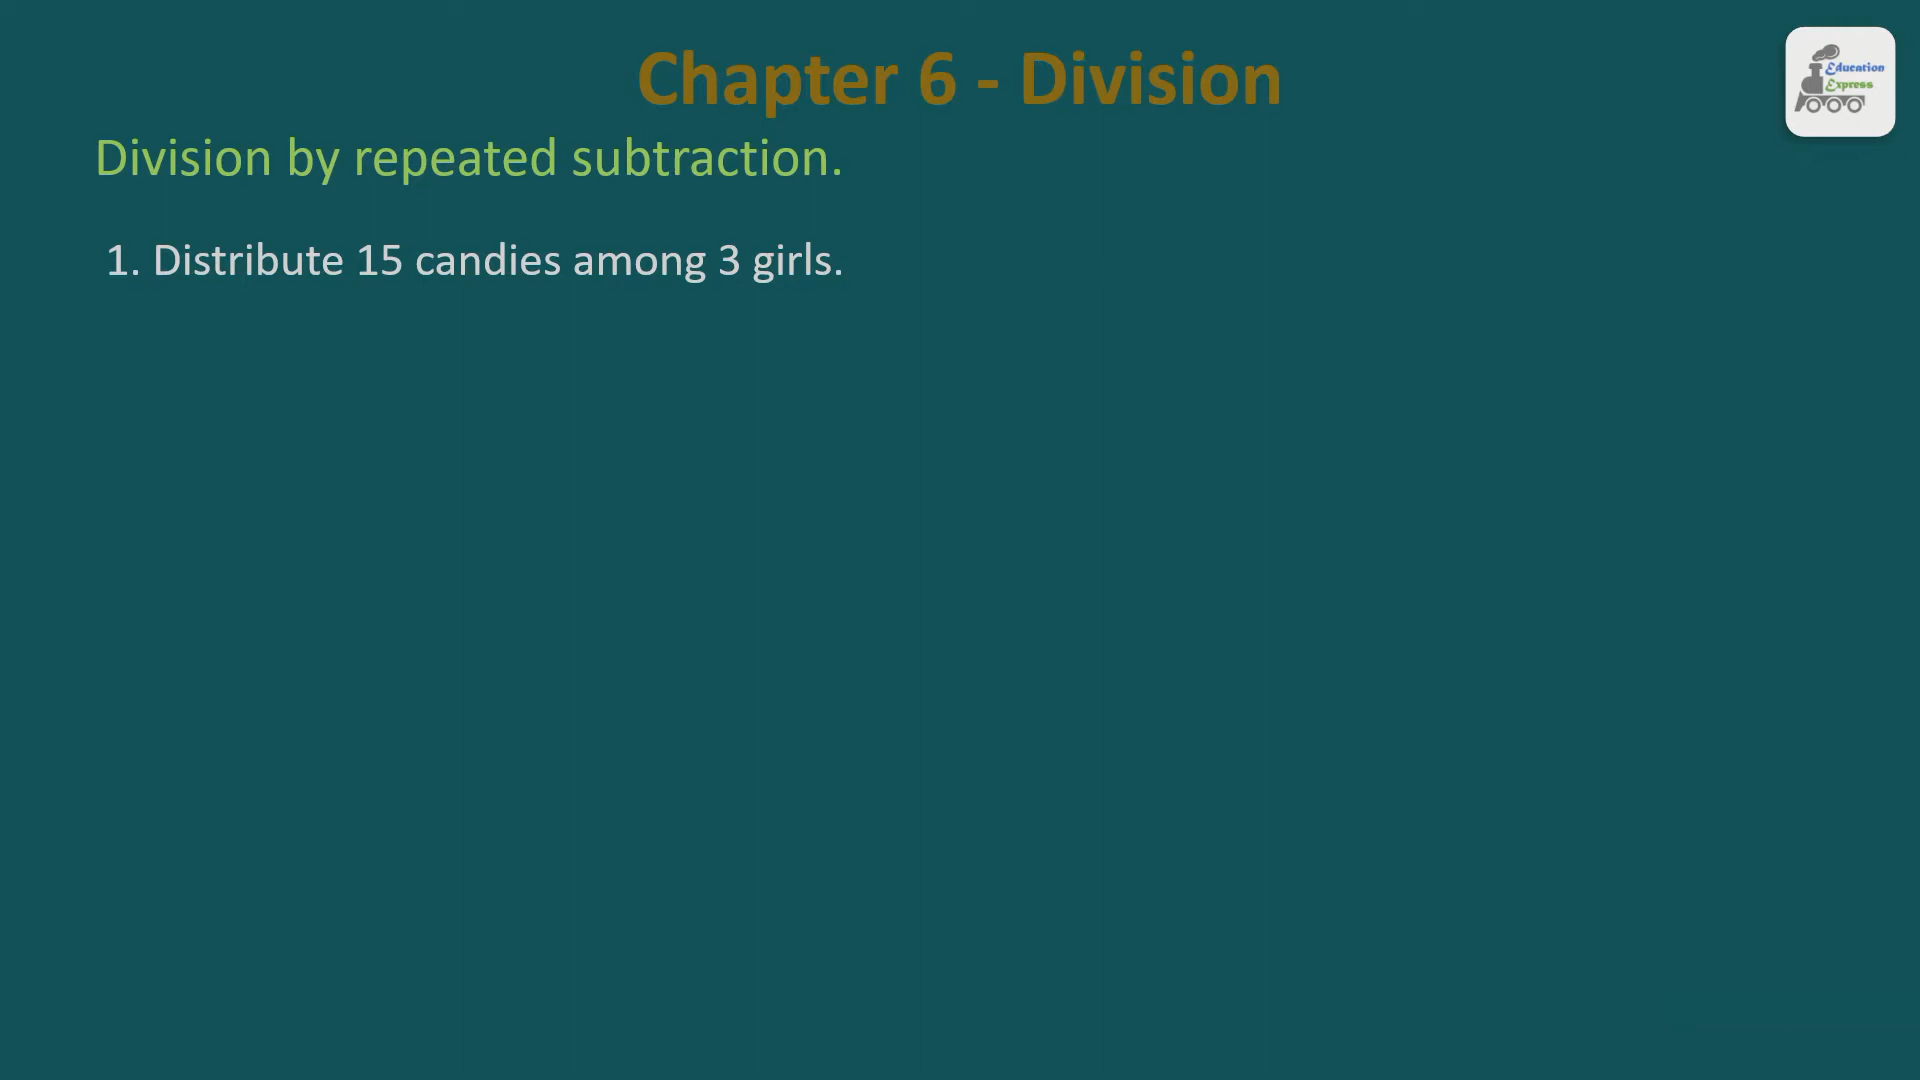 Chapter 6 - Division
Education
Express
Division by repeated subtraction.
1. Distribute 15 candies among 3 girls.